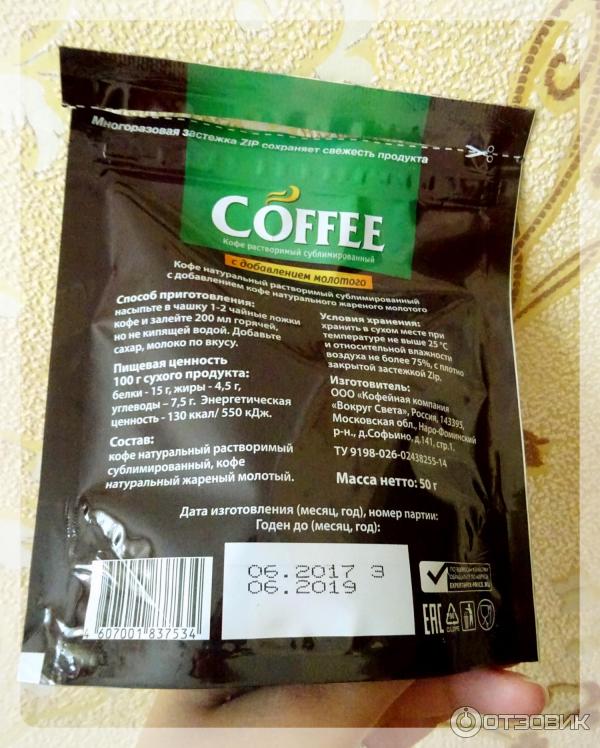 Многоразовая застежка ZIP сохраняет свежесть продукта
COFFEE
Кофе растворимый сублимированный
с добавлением молотого
Кофе натуральный растворимый сублимированный
с добавлением кофе натурального жареного молотого
Способ приготовления:
насыпьте в чашку 1-2 чайные ложки
кофе и залейте 200 мл горячей,
но не кипящей водой. Добавьте
сахар, молоко по вкусу.
Пищевая ценность
100 г сухого продукта:
белки - 15 г, жиры - 4,5 г,
углеводы – 7,5 г. Энергетическая
ценность - 130 ккал/ 550 кДж.
Состав:
кофе натуральный растворимый
сублимированный, кофе
натуральный жареный молотый.
Условия хранения:
хранить в сухом месте при
температуре не выше 25 °С
и относительной влажности
воздуха не более 75%, с плотно
закрытой застежкой Zip.
Изготовитель:
ООО «Кофейная компания
«Вокруг Света», Россия, 143395,
Московская обл., Наро-Фоминский
р-н., д.Софьино, д.141, стр.1.
ТУ 9198-026-02438255-14
Масса нетто: 50 г
Дата изготовления (месяц, год), номер партии:
Годен до (месяц, год):
06.2017 3
06.2019
4 607001 837534
EAC
ОТЗОВИК